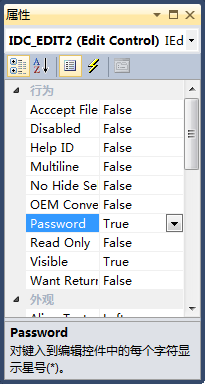 属性
IDC_EDIT2 (Edit Control) IEd
行为
Acccept File False
Disabled False
Help ID False
Multiline False
No Hide Se False
OEM Conve False
Password True
Read Only False
Visible True
Want Return False
外观
Password
对键入到编辑控件中的每个字符显
示星号(*)。